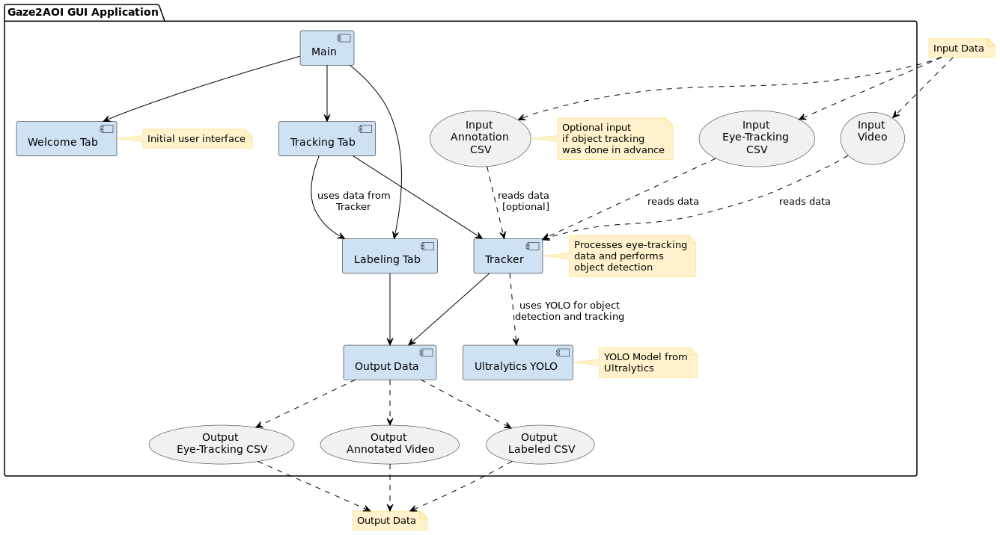 Gaze2AOI GUI Application
Main
Input Data
Welcome Tab
Initial user interface
Tracking Tab
Input
Annotation
CSV
Optional input
if object tracking
was done in advance
Input
Eye-Tracking
CSV
Input
Video
uses data from
Tracker
reads data
[optional]
reads data
reads data
Labeling Tab
Tracker
Processes eye-tracking
data and performs
object detection
uses YOLO for object
detection and tracking
Output Data
Ultralytics YOLO
YOLO Model from
Ultralytics
Output
Eye-Tracking CSV
Output
Annotated Video
Output
Labeled CSV
Output Data